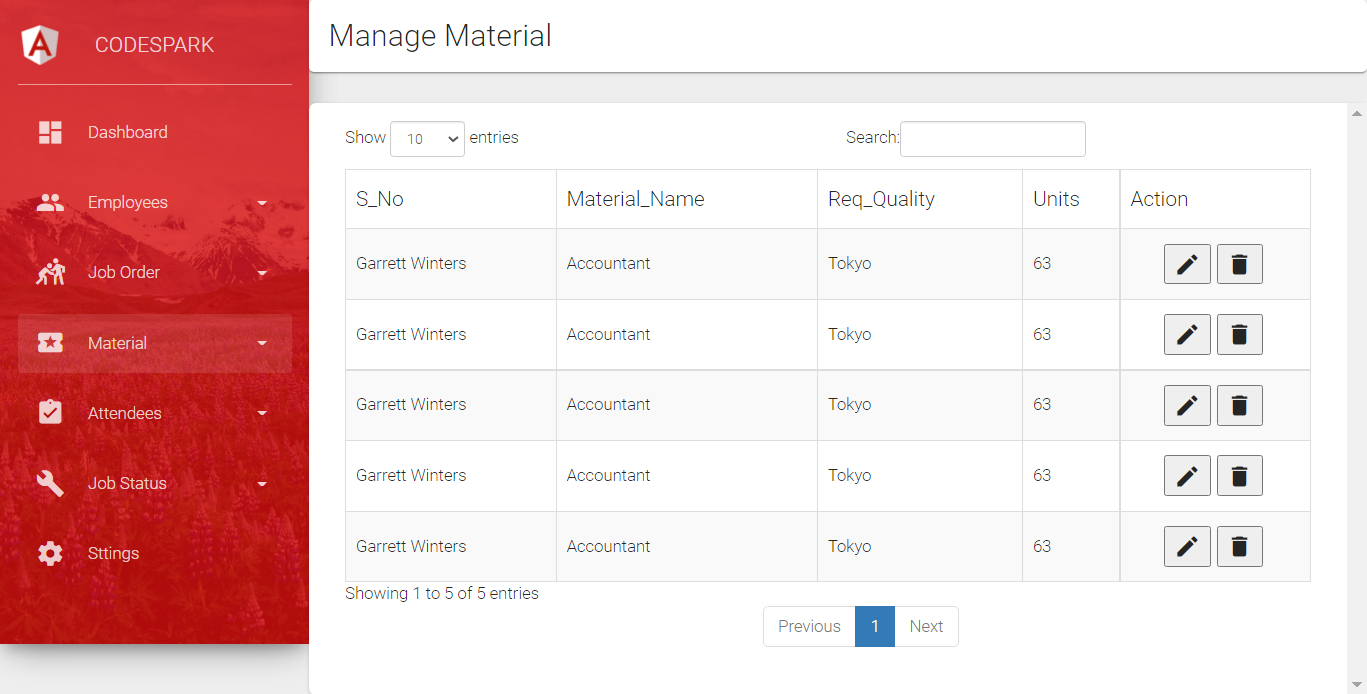 CODESPARK
Dashboard
Employees
Job Order
Material
Attendees
Job Status
Sttings
Manage Material
Show 10 entries Search:
S_No Material_Name Req_Quality Units Action
Garrett Winters Accountant Tokyo 63
Garrett Winters Accountant Tokyo 63
Garrett Winters Accountant Tokyo 63
Garrett Winters Accountant Tokyo 63
Garrett Winters Accountant Tokyo 63
Showing 1 to 5 of 5 entries
Previous 1 Next